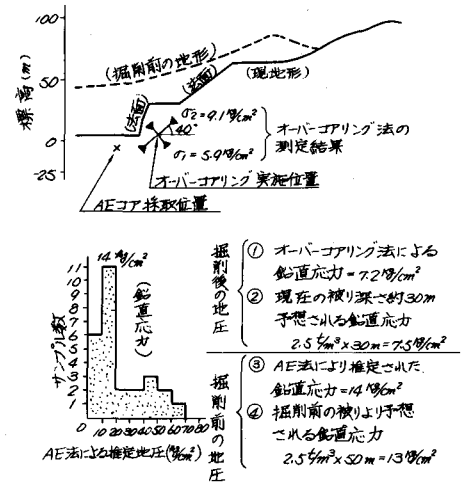 100
50
0
-25
標高(m)
(掘削前の地形)
(法面)
(現地形)
(法面)
σ2=9.1kg/cm²
40°
σ1=5.9kg/cm²
オーバーコアリング法の
測定結果
オーバーコアリング実施位置
AEコア採取位置
14kg/cm²
(鉛直応力)
サンプル数
11
10
9
8
7
6
5
4
3
2
1
10 20 30 40 50 60 70
AE法による推定地圧(kg/cm²)
掘削後の地圧
① オーバーコアリング法による
鉛直応力=7.2kg/cm²
② 現在の被り深さ約30m
予想される鉛直応力
2.5t/m³×30m=7.5kg/cm²
掘削前の地圧
③ AE法により推定された
鉛直応力=14kg/cm²
④ 掘削前の被りより予想
される鉛直応力
2.5t/m³×50m=13kg/cm²